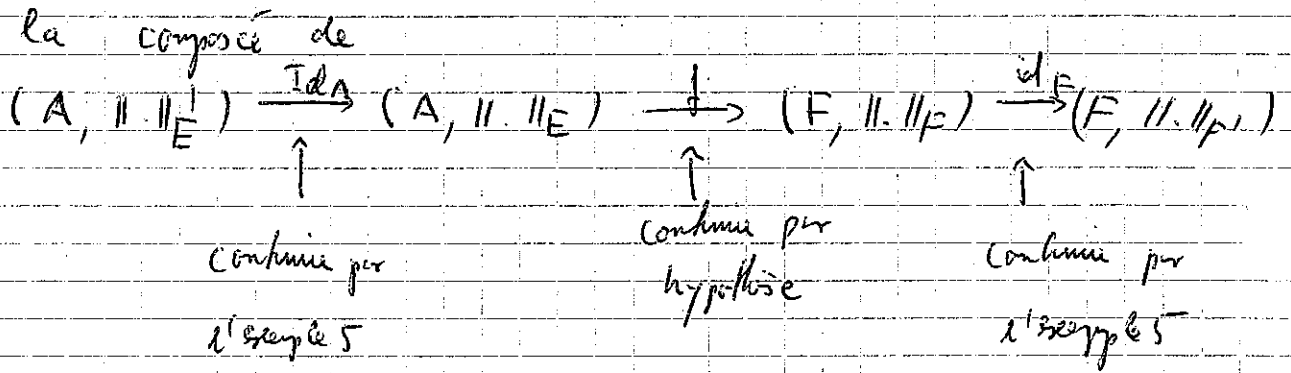 la composée de
(A, ||.||'_E) —Id_A→ (A, ||.||_E) —f→ (F, ||.||_F) —id_F→ (F, ||.||_F')
↑ ↑ ↑
continue par continue par continue par
l'exemple 5 hypothèse l'exemple 5